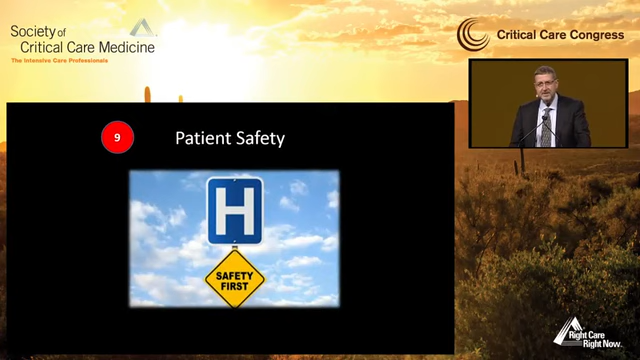 Society of
Critical Care Medicine
The Intensive Care Professionals
Critical Care Congress
9
Patient Safety
H
SAFETY
FIRST
Right Care
Right Now